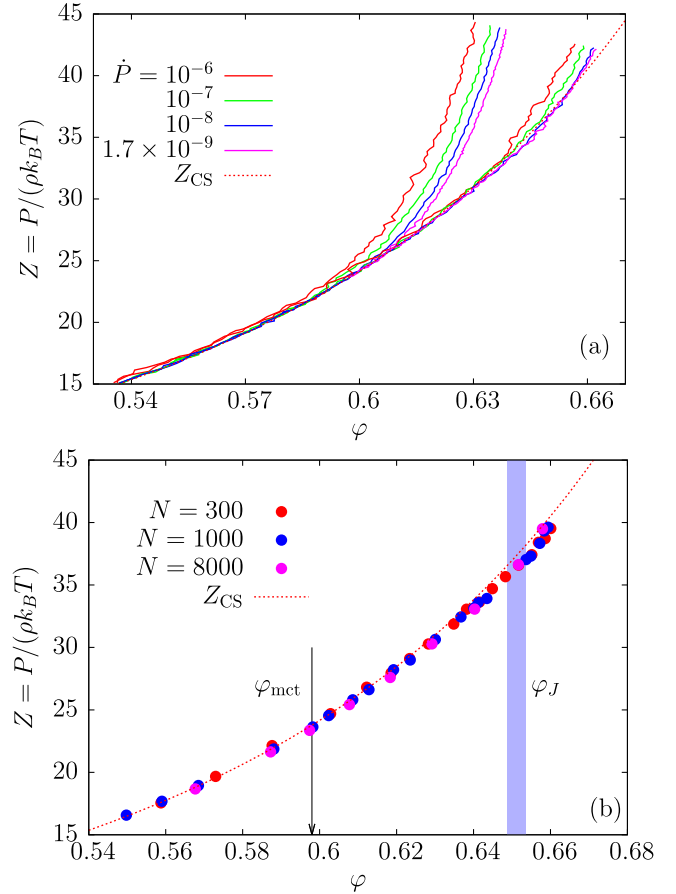 45
40
35
30
25
20
15
Z = P/(ρk_BT)
Ṗ = 10⁻⁶
10⁻⁷
10⁻⁸
1.7 × 10⁻⁹
Z_CS
(a)
0.54 0.57 0.6 0.63 0.66
φ
45
40
35
30
25
20
15
Z = P/(ρk_BT)
N = 300
N = 1000
N = 8000
Z_CS
φ_mct
φ_J
(b)
0.54 0.56 0.58 0.6 0.62 0.64 0.66 0.68
φ